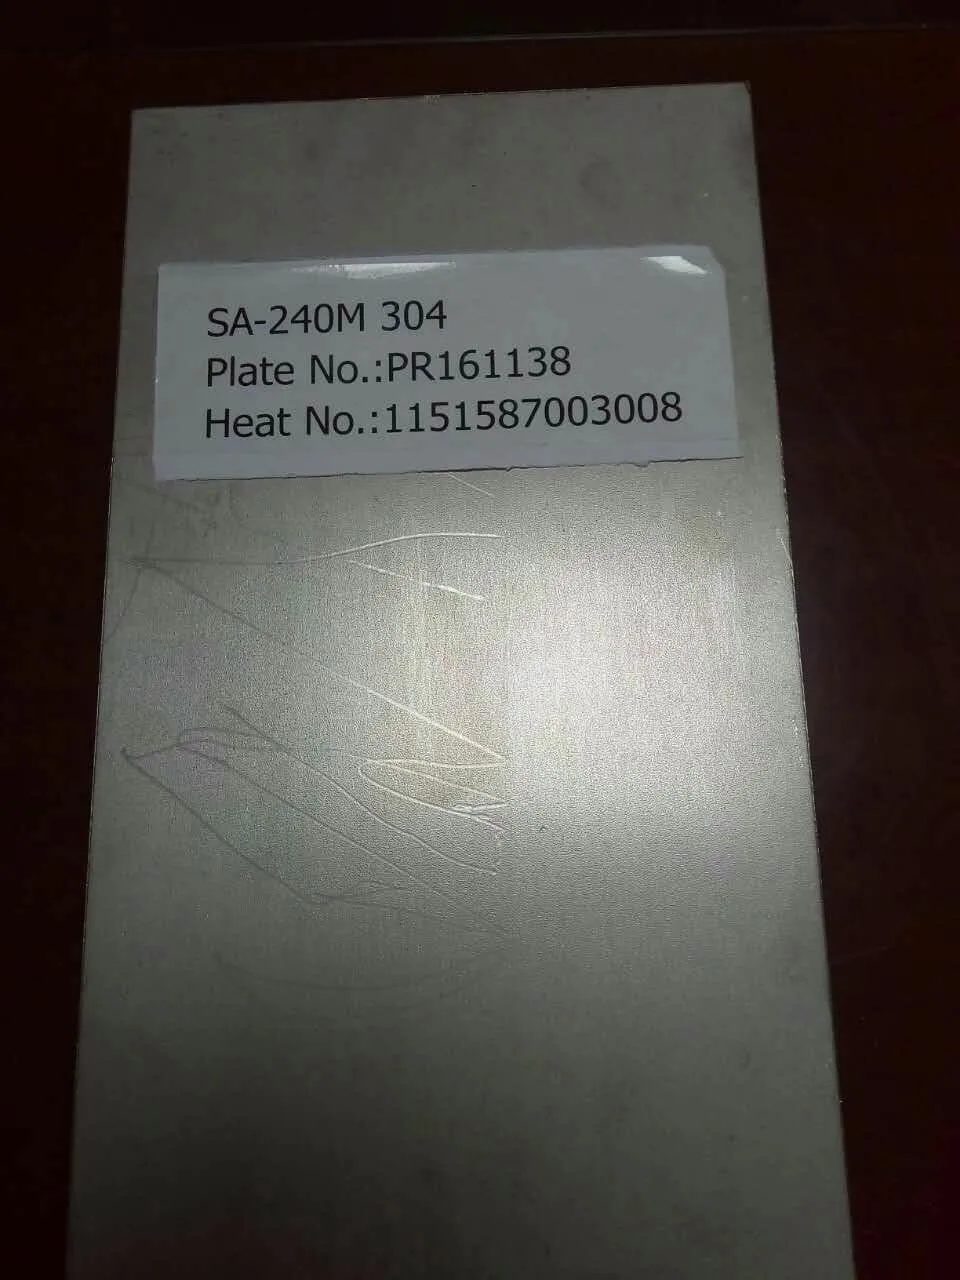 SA-240M 304
Plate No.:PR161138
Heat No.:1151587003008